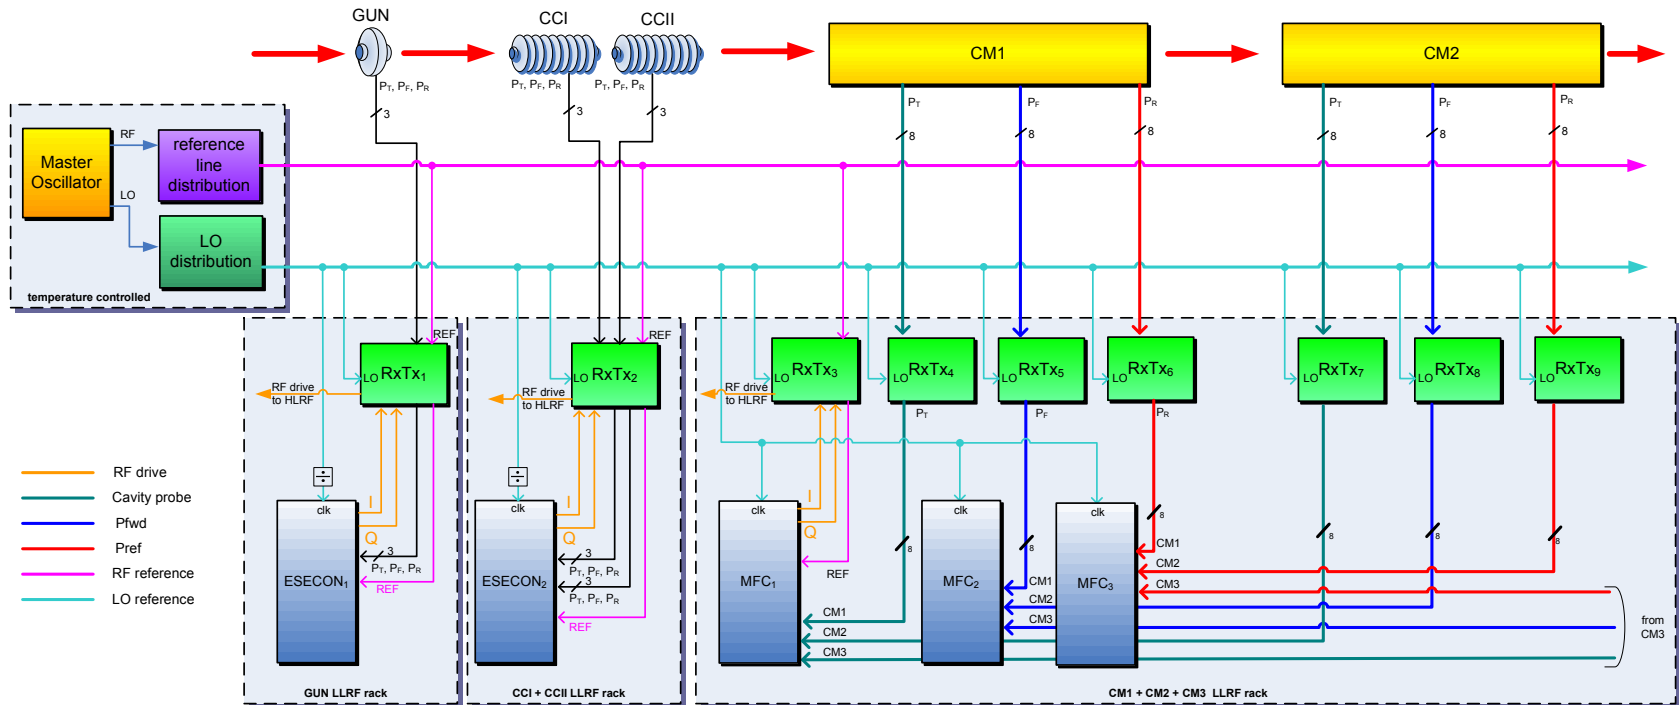 GUN
CCI
CCII
CM1
CM2
PT, PF, PR
PT, PF, PR
PT, PF, PR
PT
PF
PR
PT
PF
PR
3
3
3
8
8
8
8
8
8
Master
Oscillator
RF
LO
reference
line
distribution
LO
distribution
temperature controlled
REF
REF
LO RxTx1
LO RxTx2
LO RxTx3
LO RxTx4
LO RxTx5
LO RxTx6
LO RxTx7
LO RxTx8
LO RxTx9
RF drive
to HLRF
RF drive
to HLRF
RF drive
to HLRF
PT
PF
PR
÷
÷
RF drive
Cavity probe
Pfwd
Pref
RF reference
LO reference
clk
ESECON1
I
Q
3
PT, PF, PR
REF
clk
ESECON2
I
Q
3
PT, PF, PR
3
PT, PF, PR
REF
clk
MFC1
I
Q
REF
8
CM1
CM2
CM3
clk
MFC2
8
CM1
CM2
CM3
clk
MFC3
8
CM1
CM2
CM3
8
8
8
from
CM3
GUN LLRF rack
CCI + CCII LLRF rack
CM1 + CM2 + CM3 LLRF rack